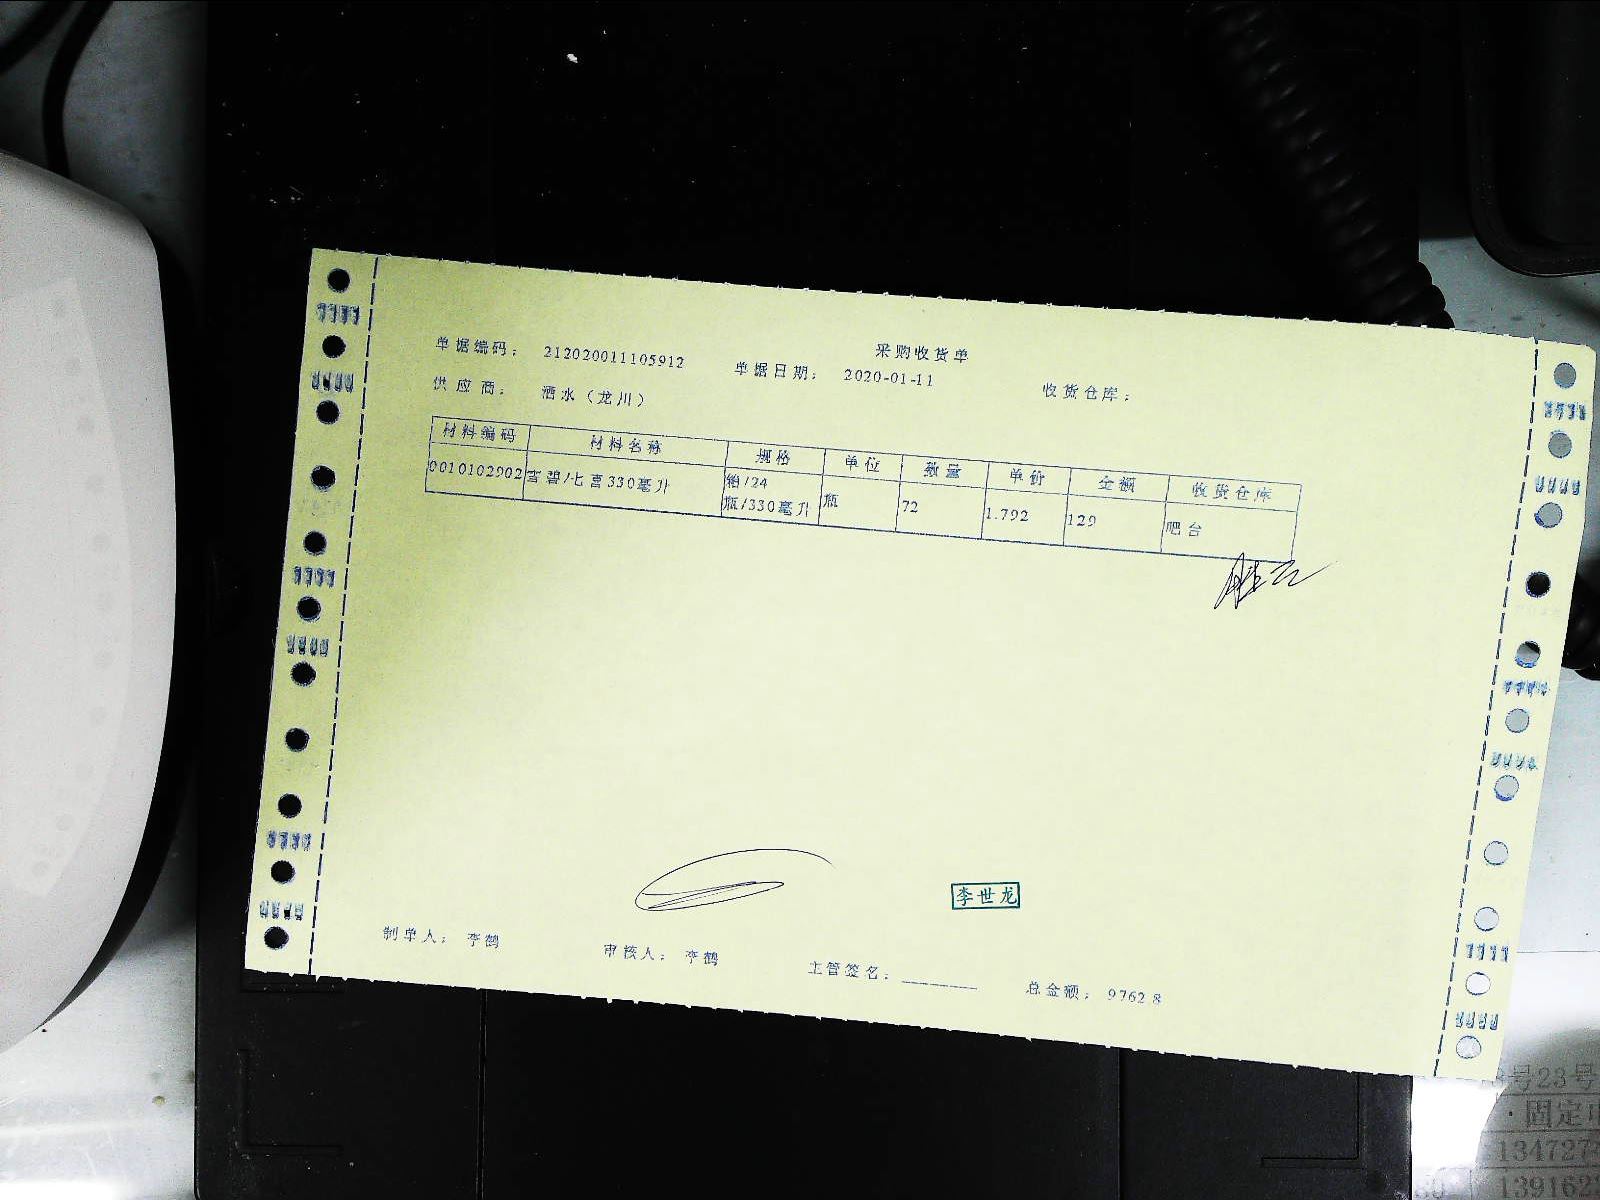 采购收货单
单据编码： 212020011105912 单据日期： 2020-01-11 收货仓库：
供应商： 酒水（龙川）
材料编码 材料名称 规格 单位 数量 单价 金额 收货仓库
0010102902 雪碧/七喜330毫升 箱/24 瓶/330毫升 瓶 72 1.792 129 吧台
李世龙
制单人： 李鹤 审核人： 李鹤 主管签名： 总金额： 9762 8
号23号
固定
13472
139162